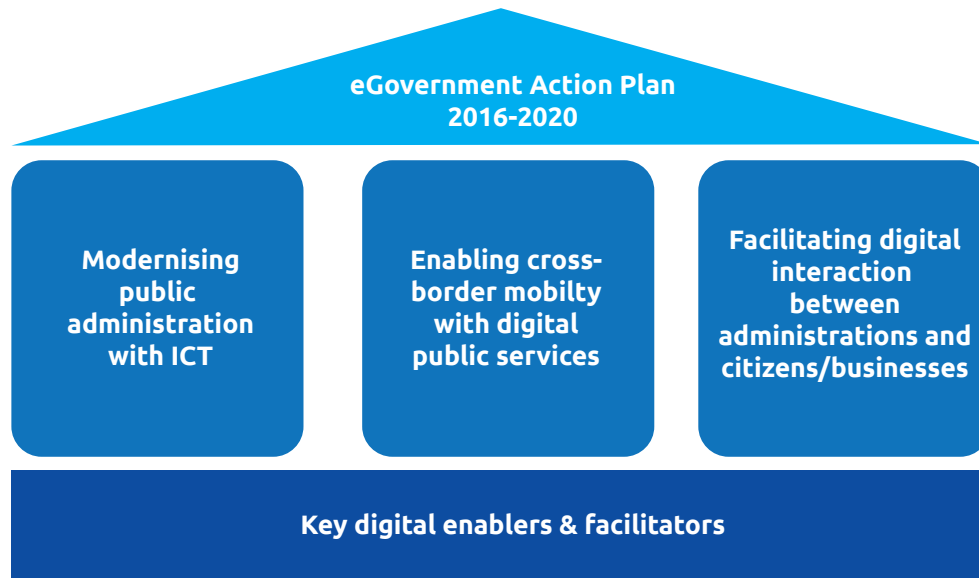 eGovernment Action Plan
2016-2020
Modernising
public
administration
with ICT
Enabling cross-
border mobilty
with digital
public services
Facilitating digital
interaction
between
administrations and
citizens/businesses
Key digital enablers & facilitators